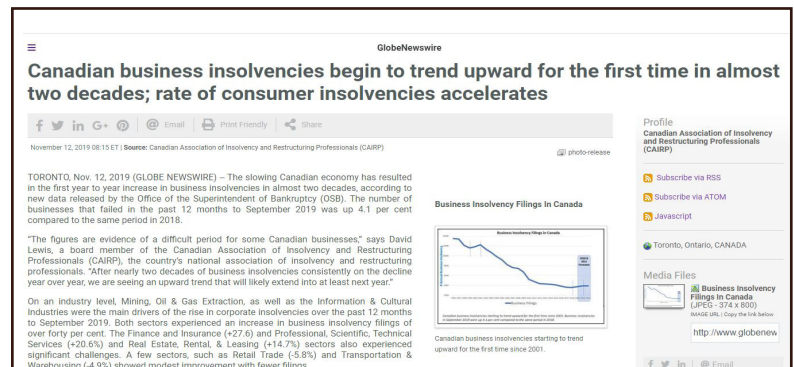 GlobeNewswire
Canadian business insolvencies begin to trend upward for the first time in almost
two decades; rate of consumer insolvencies accelerates
Email
Print Friendly
Share
November 12, 2019 08:15 ET | Source: Canadian Association of Insolvency and Restructuring Professionals (CAIRP)
photo-release
TORONTO, Nov. 12, 2019 (GLOBE NEWSWIRE) – The slowing Canadian economy has resulted
in the first year to year increase in business insolvencies in almost two decades, according to
new data released by the Office of the Superintendent of Bankruptcy (OSB). The number of
businesses that failed in the past 12 months to September 2019 was up 4.1 per cent
compared to the same period in 2018.
"The figures are evidence of a difficult period for some Canadian businesses," says David
Lewis, a board member of the Canadian Association of Insolvency and Restructuring
Professionals (CAIRP), the country's national association of insolvency and restructuring
professionals. "After nearly two decades of business insolvencies consistently on the decline
year over year, we are seeing an upward trend that will likely extend into at least next year."
On an industry level, Mining, Oil & Gas Extraction, as well as the Information & Cultural
Industries were the main drivers of the rise in corporate insolvencies over the past 12 months
to September 2019. Both sectors experienced an increase in business insolvency filings of
over forty per cent. The Finance and Insurance (+27.6) and Professional, Scientific, Technical
Services (+20.6%) and Real Estate, Rental, & Leasing (+14.7%) sectors also experienced
significant challenges. A few sectors, such as Retail Trade (-5.8%) and Transportation &
Warehousing (-4.9%) showed modest improvement with fewer filings.
Business Insolvency Filings In Canada
Business Insolvency Filings In Canada
Canadian business insolvencies starting to trend
upward for the first time since 2001.
Profile
Canadian Association of Insolvency
and Restructuring Professionals
(CAIRP)
Subscribe via RSS
Subscribe via ATOM
Javascript
Toronto, Ontario, CANADA
Media Files
Business Insolvency
Filings In Canada
(JPEG - 374 x 800)
IMAGE URL | Copy the link below
http://www.globenew
Email